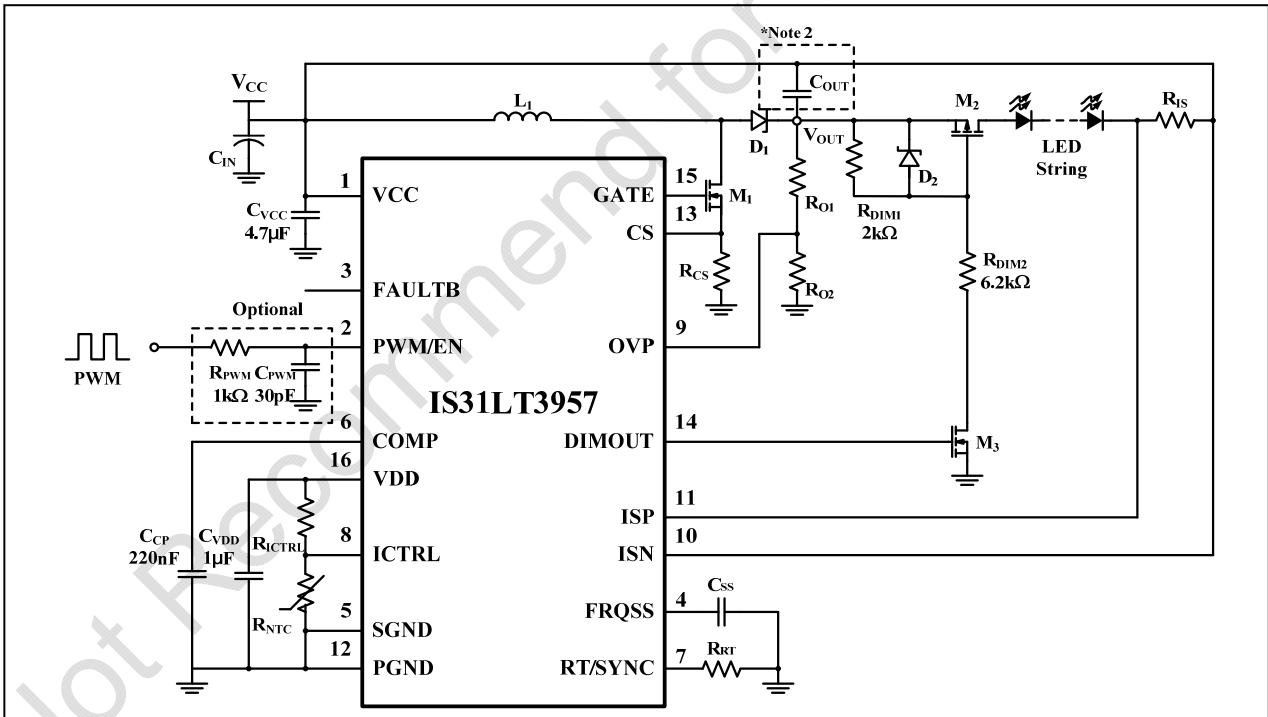 *Note 2
VCC
CIN
L1
COUT
D1
VOUT
M2
LED
String
RIS
1
VCC
CVCC
4.7µF
3
FAULTB
Optional
2
PWM/EN
PWM
RPWM
1kΩ
CPWM
30pF
6
COMP
16
VDD
CCP
220nF
CVDD
1µF
RICTRL
8
ICTRL
RNTC
5
SGND
12
PGND
IS31LT3957
15
GATE
M1
13
CS
RCS
RO1
RO2
9
OVP
RDIM1
2kΩ
D2
RDIM2
6.2kΩ
14
DIMOUT
M3
11
ISP
10
ISN
4
FRQSS
CSS
7
RT/SYNC
RRT
ot Recommend for